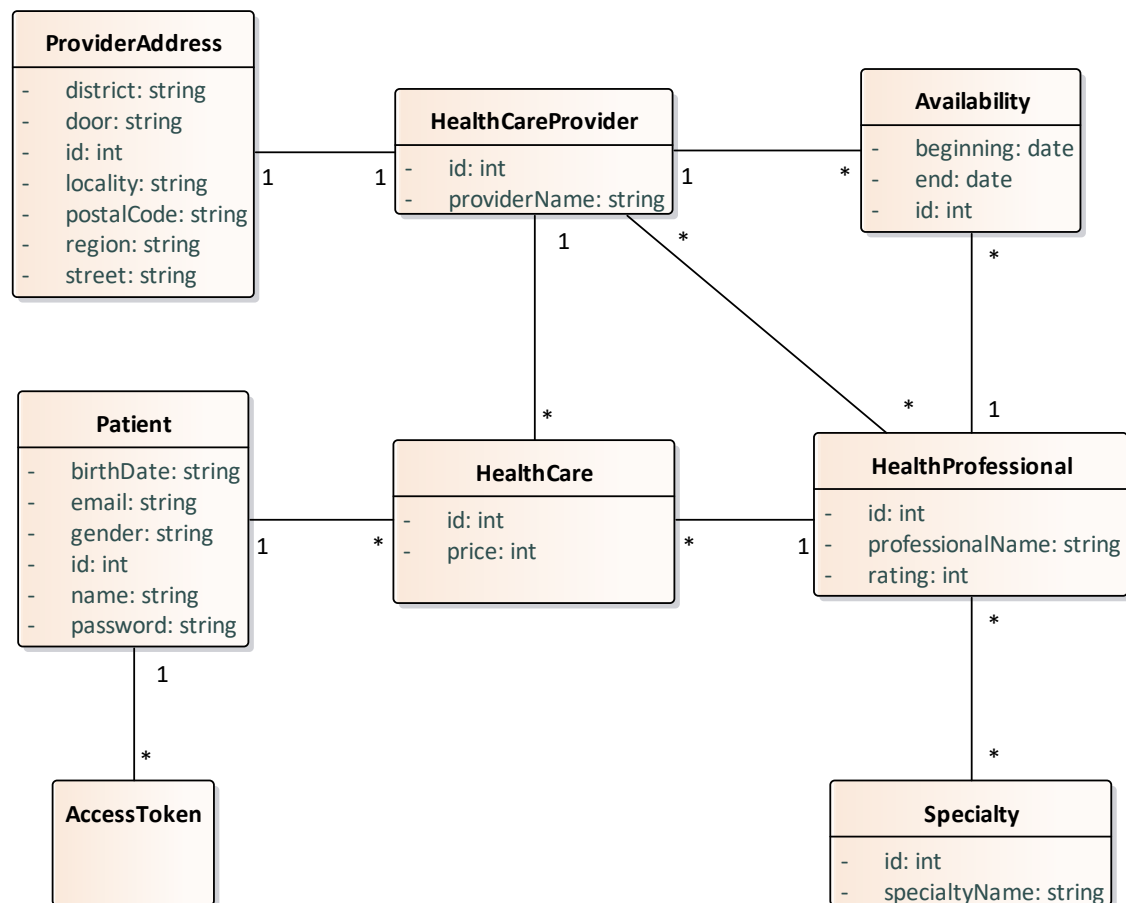 ProviderAddress
- district: string
- door: string
- id: int
- locality: string
- postalCode: string
- region: string
- street: string
1
1
HealthCareProvider
- id: int
- providerName: string
1
*
Availability
- beginning: date
- end: date
- id: int
1
*
*
*
*
1
Patient
- birthDate: string
- email: string
- gender: string
- id: int
- name: string
- password: string
1
*
HealthCare
- id: int
- price: int
*
1
HealthProfessional
- id: int
- professionalName: string
- rating: int
1
*
*
*
AccessToken
Specialty
- id: int
- specialtyName: string